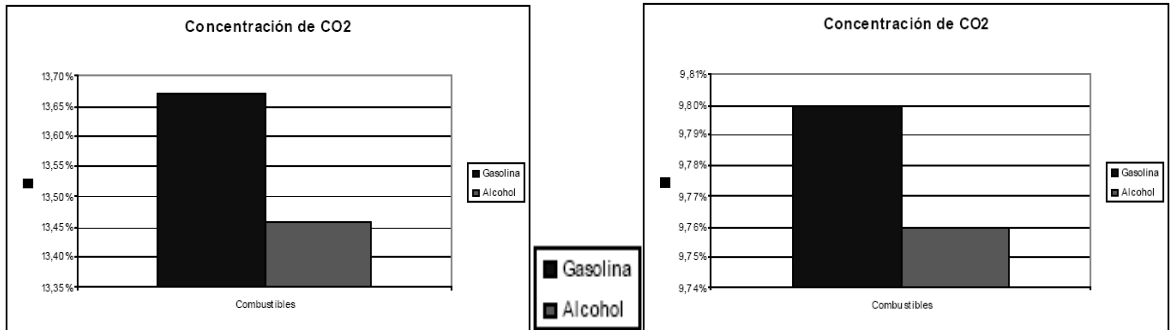 Concentración de CO2
13,70%
13,65%
13,60%
13,55%
13,50%
13,45%
13,40%
13,35%
Combustibles
Gasolina
Alcohol
Gasolina
Alcohol
Concentración de CO2
9,81%
9,80%
9,79%
9,78%
9,77%
9,76%
9,75%
9,74%
Combustibles
Gasolina
Alcohol